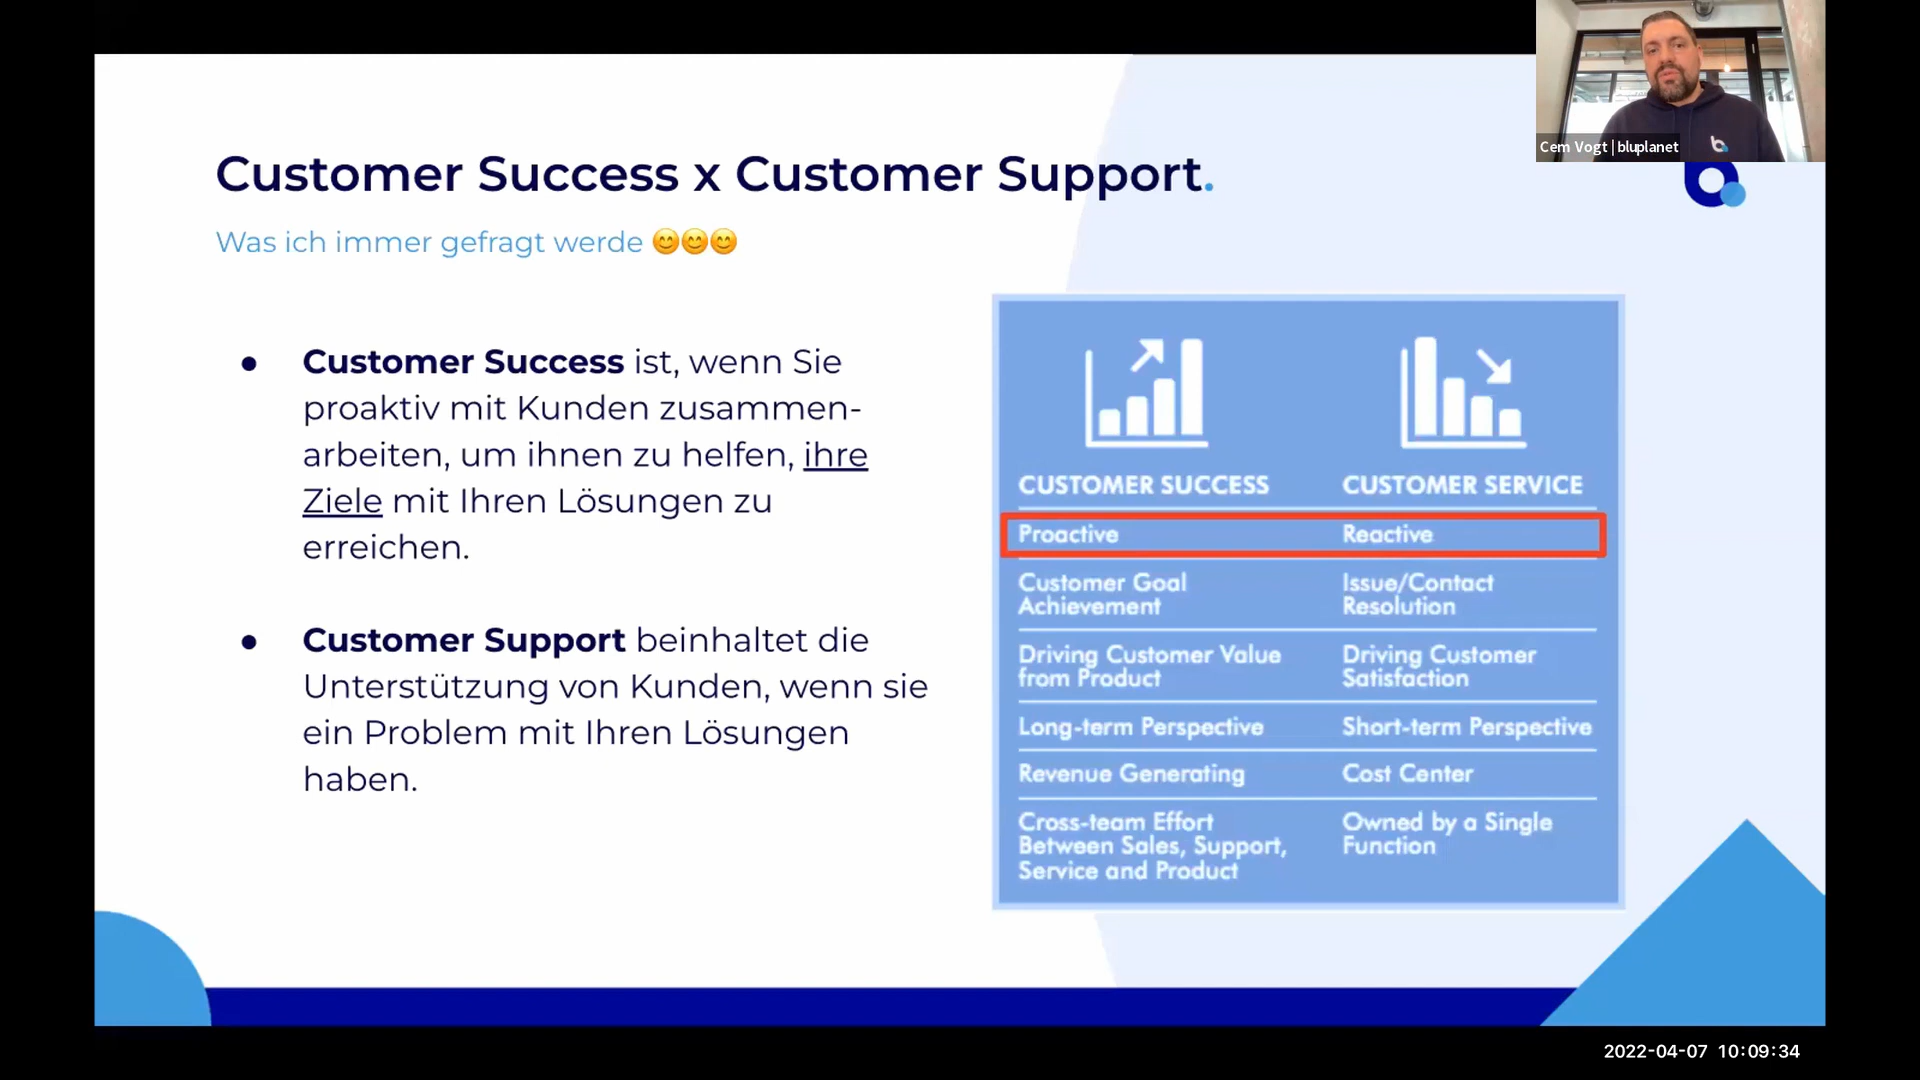 Cem Vogt | bluplanet
Customer Success x Customer Support.
Was ich immer gefragt werde 😊😊😊
● Customer Success ist, wenn Sie
proaktiv mit Kunden zusammen-
arbeiten, um ihnen zu helfen, ihre
Ziele mit Ihren Lösungen zu
erreichen.
● Customer Support beinhaltet die
Unterstützung von Kunden, wenn sie
ein Problem mit Ihren Lösungen
haben.
CUSTOMER SUCCESS CUSTOMER SERVICE
Proactive Reactive
Customer Goal Issue/Contact
Achievement Resolution
Driving Customer Value Driving Customer
from Product Satisfaction
Long-term Perspective Short-term Perspective
Revenue Generating Cost Center
Cross-team Effort Owned by a Single
Between Sales, Support, Function
Service and Product
2022-04-07 10:09:34